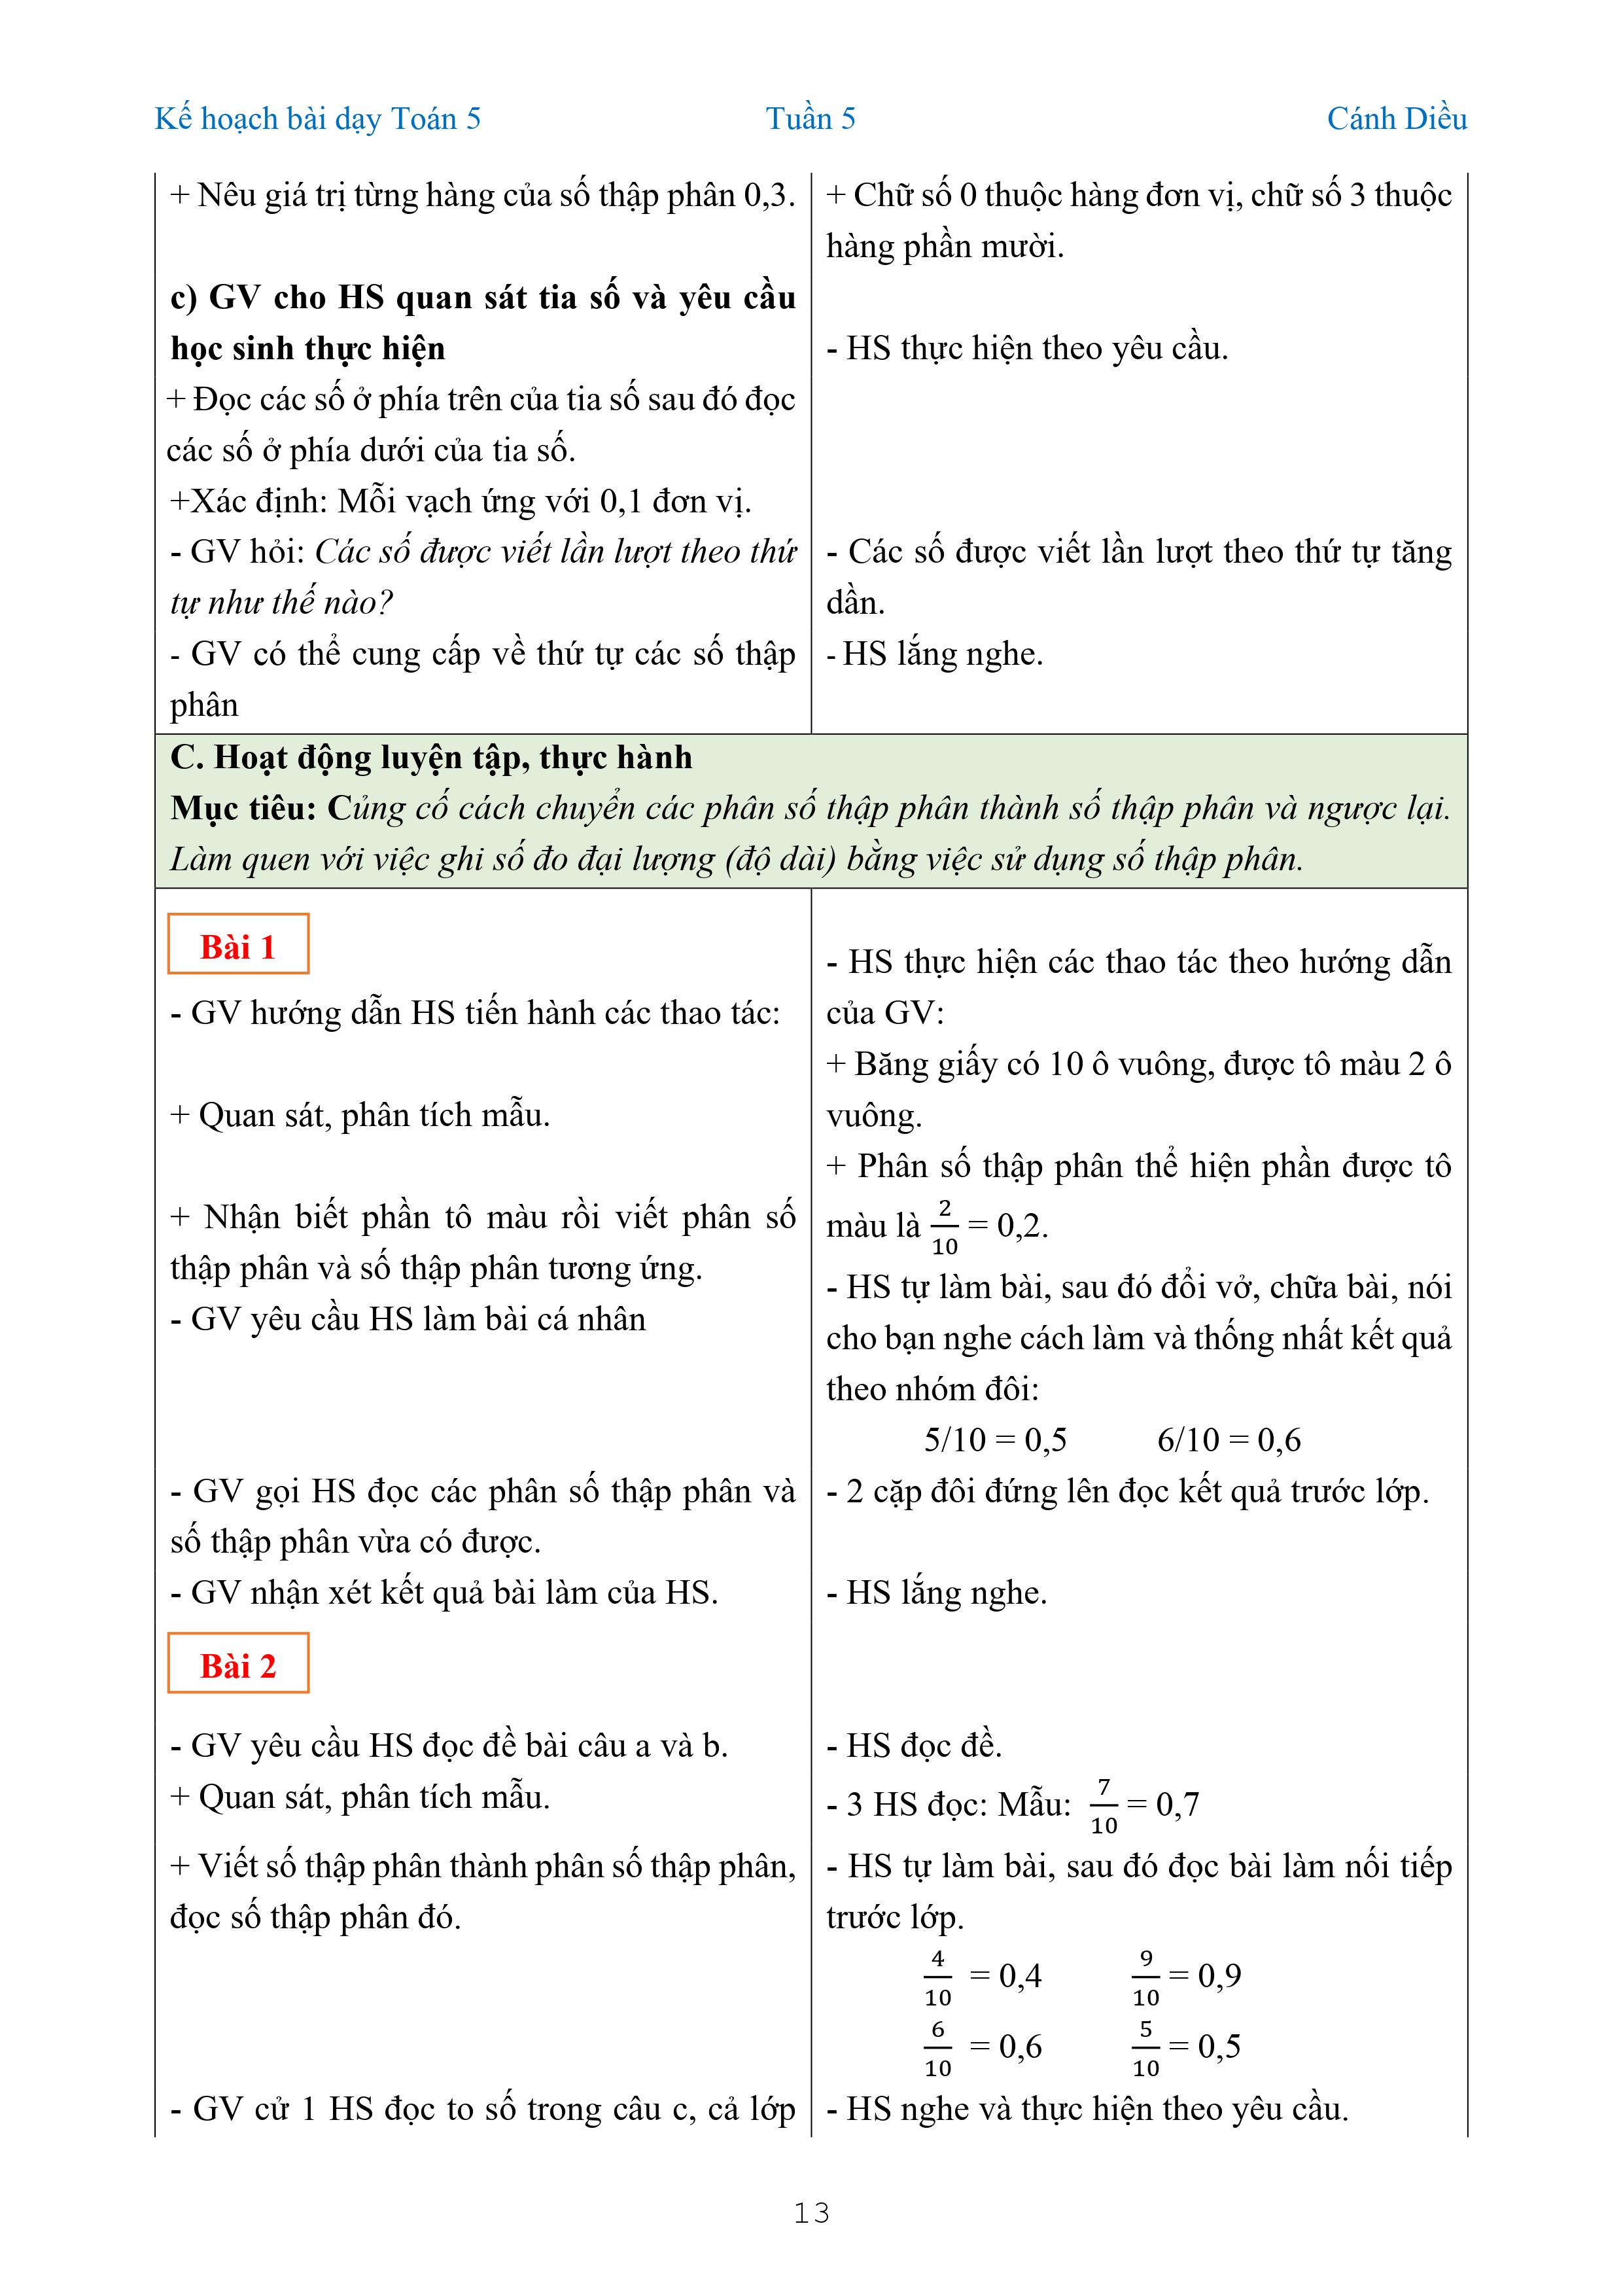 Kế hoạch bài dạy Toán 5 Tuần 5 Cánh Diều
+ Nêu giá trị từng hàng của số thập phân 0,3.
c) GV cho HS quan sát tia số và yêu cầu
học sinh thực hiện
+ Đọc các số ở phía trên của tia số sau đó đọc
các số ở phía dưới của tia số.
+Xác định: Mỗi vạch ứng với 0,1 đơn vị.
- GV hỏi: Các số được viết lần lượt theo thứ
tự như thế nào?
- GV có thể cung cấp về thứ tự các số thập
phân
+ Chữ số 0 thuộc hàng đơn vị, chữ số 3 thuộc
hàng phần mười.
- HS thực hiện theo yêu cầu.
- Các số được viết lần lượt theo thứ tự tăng
dần.
- HS lắng nghe.
C. Hoạt động luyện tập, thực hành
Mục tiêu: Củng cố cách chuyển các phân số thập phân thành số thập phân và ngược lại.
Làm quen với việc ghi số đo đại lượng (độ dài) bằng việc sử dụng số thập phân.
Bài 1
- GV hướng dẫn HS tiến hành các thao tác:
+ Quan sát, phân tích mẫu.
+ Nhận biết phần tô màu rồi viết phân số
thập phân và số thập phân tương ứng.
- GV yêu cầu HS làm bài cá nhân
- GV gọi HS đọc các phân số thập phân và
số thập phân vừa có được.
- GV nhận xét kết quả bài làm của HS.
Bài 2
- GV yêu cầu HS đọc đề bài câu a và b.
+ Quan sát, phân tích mẫu.
+ Viết số thập phân thành phân số thập phân,
đọc số thập phân đó.
- GV cử 1 HS đọc to số trong câu c, cả lớp
- HS thực hiện các thao tác theo hướng dẫn
của GV:
+ Băng giấy có 10 ô vuông, được tô màu 2 ô
vuông.
+ Phân số thập phân thể hiện phần được tô
màu là 2/10 = 0,2.
- HS tự làm bài, sau đó đổi vở, chữa bài, nói
cho bạn nghe cách làm và thống nhất kết quả
theo nhóm đôi:
5/10 = 0,5 6/10 = 0,6
- 2 cặp đôi đứng lên đọc kết quả trước lớp.
- HS lắng nghe.
- HS đọc đề.
- 3 HS đọc: Mẫu: 7/10 = 0,7
- HS tự làm bài, sau đó đọc bài làm nối tiếp
trước lớp.
4/10 = 0,4 9/10 = 0,9
6/10 = 0,6 5/10 = 0,5
- HS nghe và thực hiện theo yêu cầu.
13